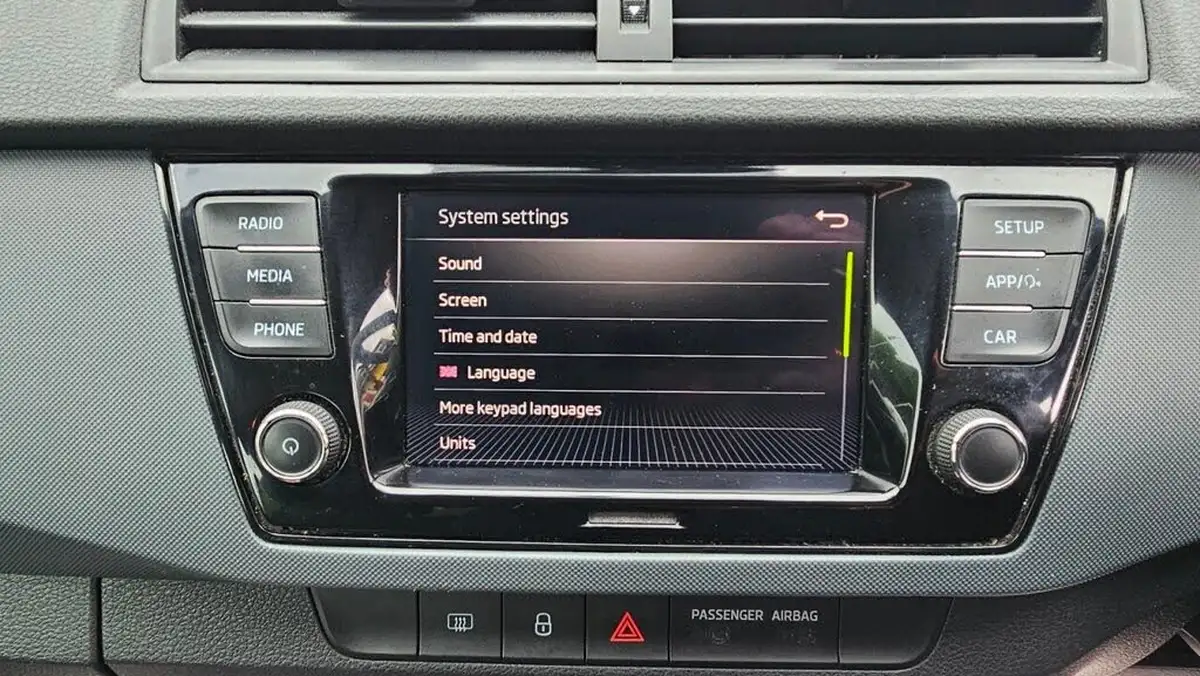 RADIO
MEDIA
PHONE
System settings
Sound
Screen
Time and date
Language
More keypad languages
Units
SETUP
APP/
CAR
PASSENGER AIRBAG